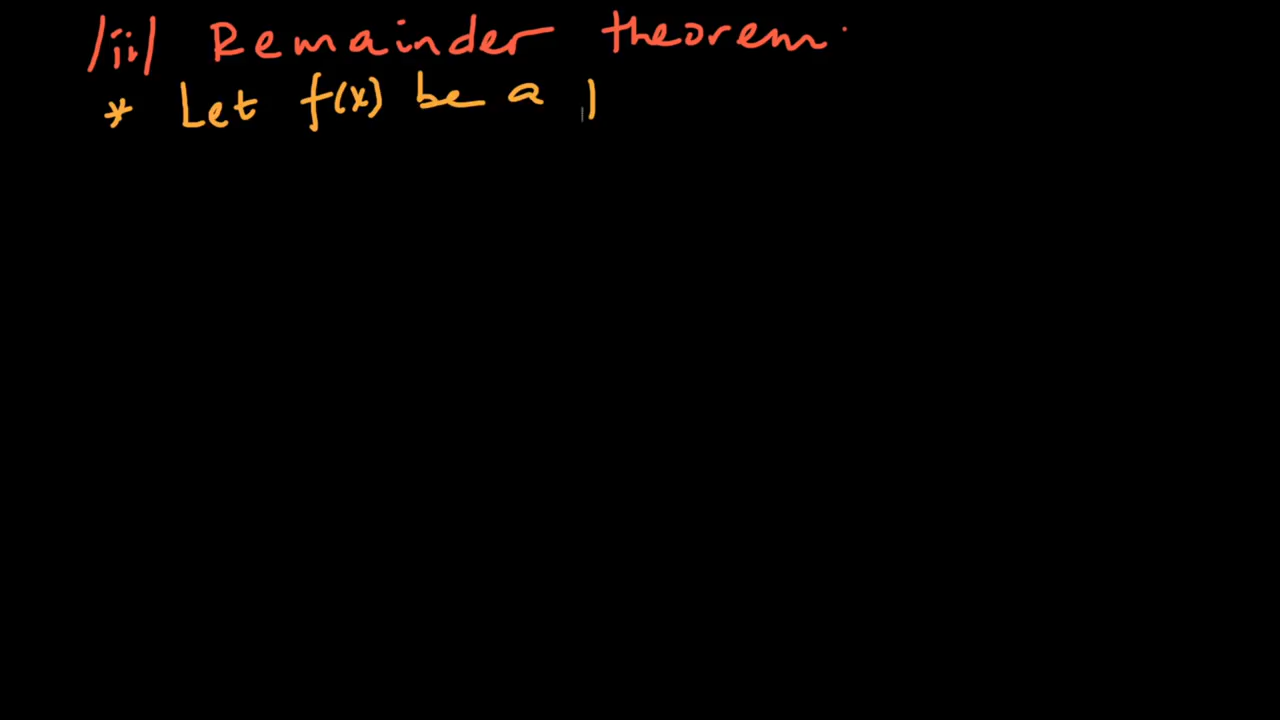 /ii/ Remainder theorem.
* Let f(x) be a